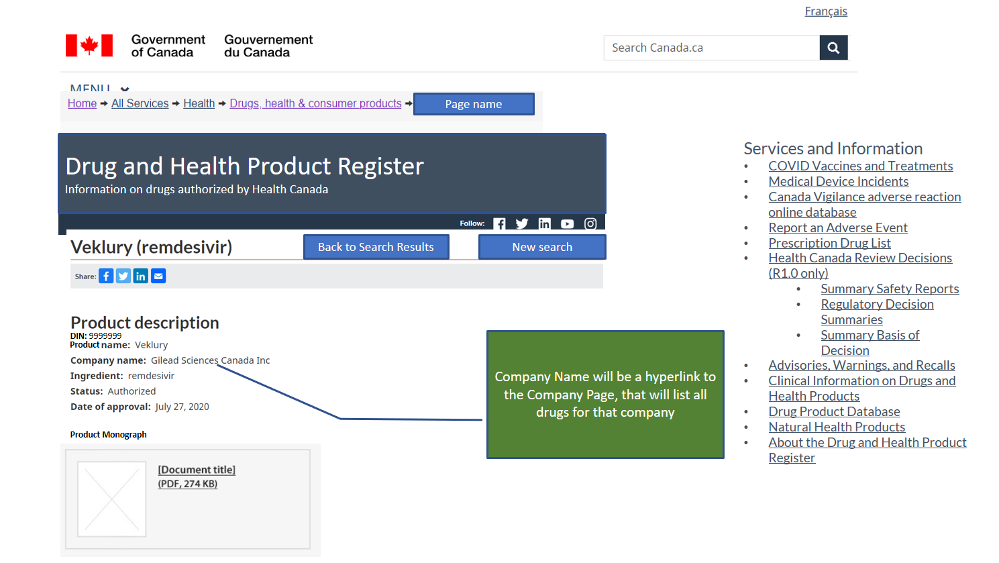 Français
Government of Canada
Gouvernement du Canada
Search Canada.ca
MENU
Home → All Services → Health → Drugs, health & consumer products → Page name
Drug and Health Product Register
Information on drugs authorized by Health Canada
Follow:
Veklury (remdesivir)
Back to Search Results
New search
Share:
Product description
DIN: 9999999
Product name: Veklury
Company name: Gilead Sciences Canada Inc
Ingredient: remdesivir
Status: Authorized
Date of approval: July 27, 2020
Product Monograph
[Document title]
(PDF, 274 KB)
Company Name will be a hyperlink to
the Company Page, that will list all
drugs for that company
Services and Information
• COVID Vaccines and Treatments
• Medical Device Incidents
• Canada Vigilance adverse reaction
online database
• Report an Adverse Event
• Prescription Drug List
• Health Canada Review Decisions
(R1.0 only)
• Summary Safety Reports
• Regulatory Decision
Summaries
• Summary Basis of
Decision
• Advisories, Warnings, and Recalls
• Clinical Information on Drugs and
Health Products
• Drug Product Database
• Natural Health Products
• About the Drug and Health Product
Register